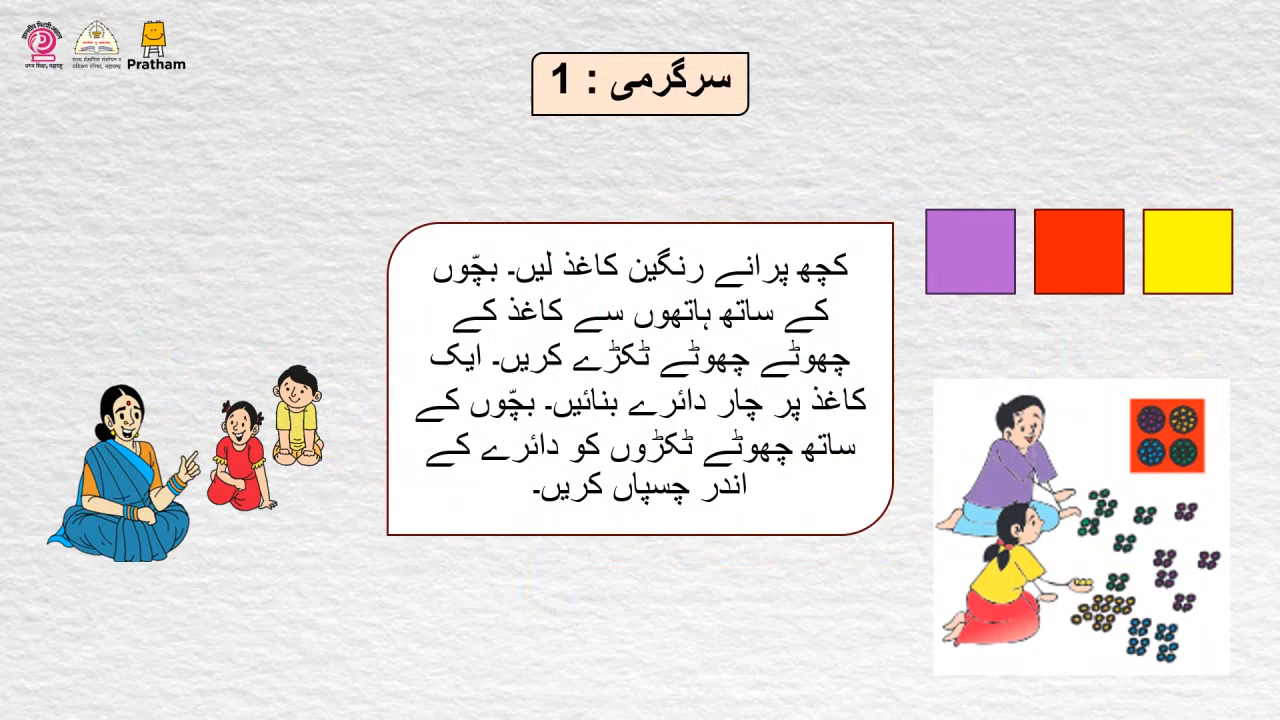 Pratham
سرگرمی : 1
کچھ پرانے رنگین کاغذ لیں۔ بچّوں
کے ساتھ ہاتھوں سے کاغذ کے
چھوٹے چھوٹے ٹکڑے کریں۔ ایک
کاغذ پر چار دائرے بنائیں۔ بچّوں کے
ساتھ چھوٹے ٹکڑوں کو دائرے کے
اندر چسپاں کریں۔